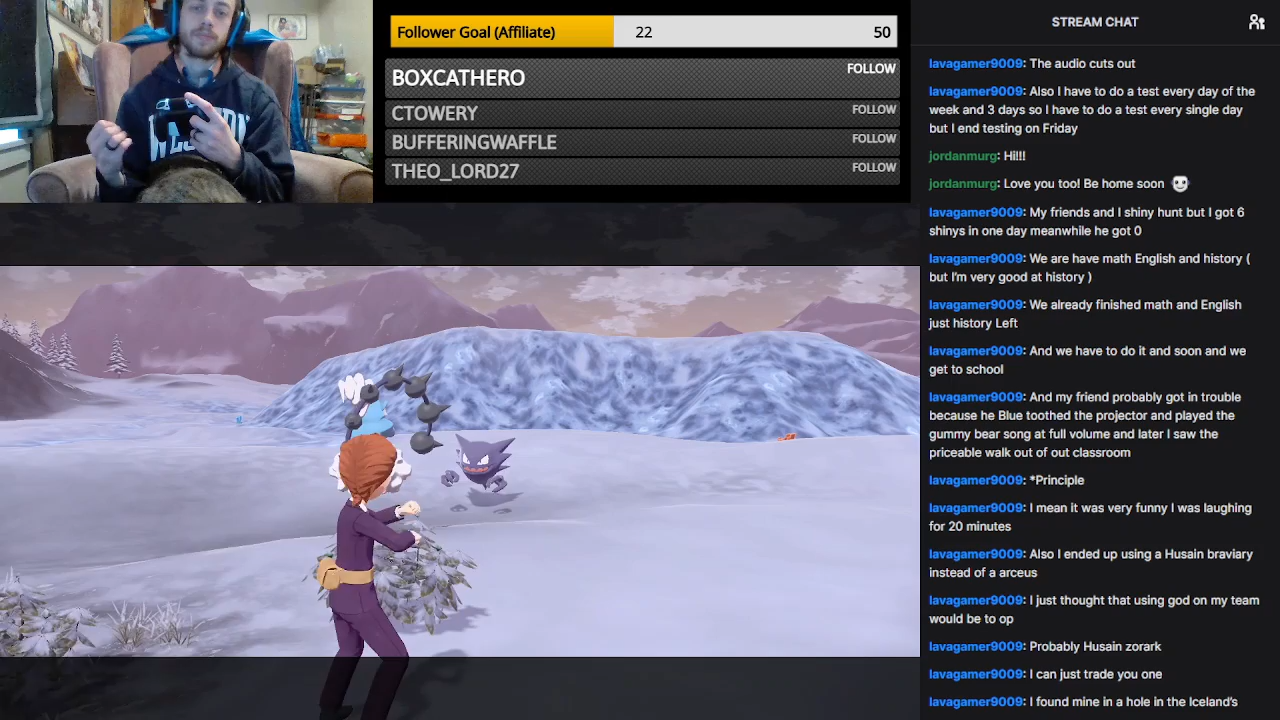 Follower Goal (Affiliate) 22 50
BOXCATHERO FOLLOW
CTOWERY FOLLOW
BUFFERINGWAFFLE FOLLOW
THEO_LORD27 FOLLOW
STREAM CHAT
lavagamer9009: The audio cuts out
lavagamer9009: Also I have to do a test every day of the
week and 3 days so I have to do a test every single day
but I end testing on Friday
jordanmurg: Hi!!!
jordanmurg: Love you too! Be home soon
lavagamer9009: My friends and I shiny hunt but I got 6
shinys in one day meanwhile he got 0
lavagamer9009: We are have math English and history (
but I'm very good at history )
lavagamer9009: We already finished math and English
just history Left
lavagamer9009: And we have to do it and soon and we
get to school
lavagamer9009: And my friend probably got in trouble
because he Blue toothed the projector and played the
gummy bear song at full volume and later I saw the
priceable walk out of out classroom
lavagamer9009: *Principle
lavagamer9009: I mean it was very funny I was laughing
for 20 minutes
lavagamer9009: Also I ended up using a Husain braviary
instead of a arceus
lavagamer9009: I just thought that using god on my team
would be to op
lavagamer9009: Probably Husain zorark
lavagamer9009: I can just trade you one
lavagamer9009: I found mine in a hole in the Iceland's